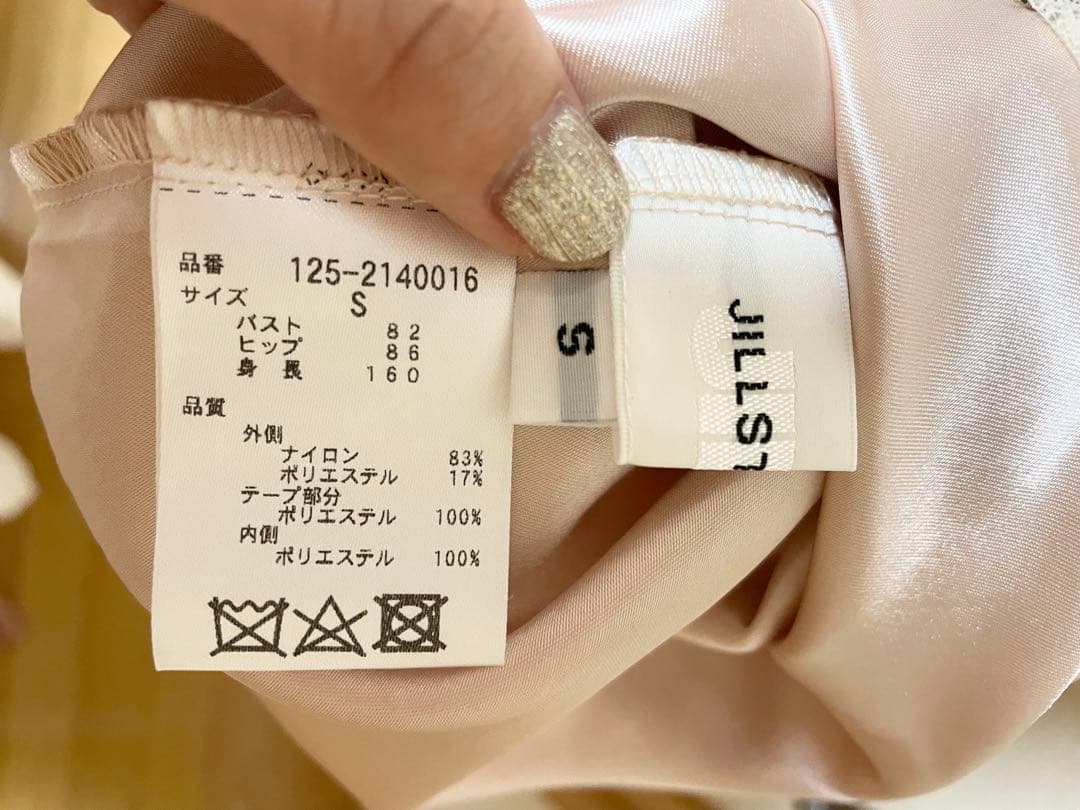 品番 125-2140016
サイズ S
バスト 82
ヒップ 86
身長 160
品質
外側
ナイロン 83%
ポリエステル 17%
テープ部分
ポリエステル 100%
内側
ポリエステル 100%
S
JILLST